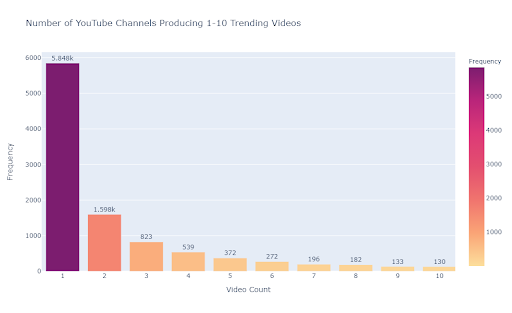 Number of YouTube Channels Producing 1-10 Trending Videos
Frequency
6000
5000
4000
3000
2000
1000
0
5.848k
1.598k
823
539
372
272
196
182
133
130
1 2 3 4 5 6 7 8 9 10
Video Count
Frequency
5000
4000
3000
2000
1000